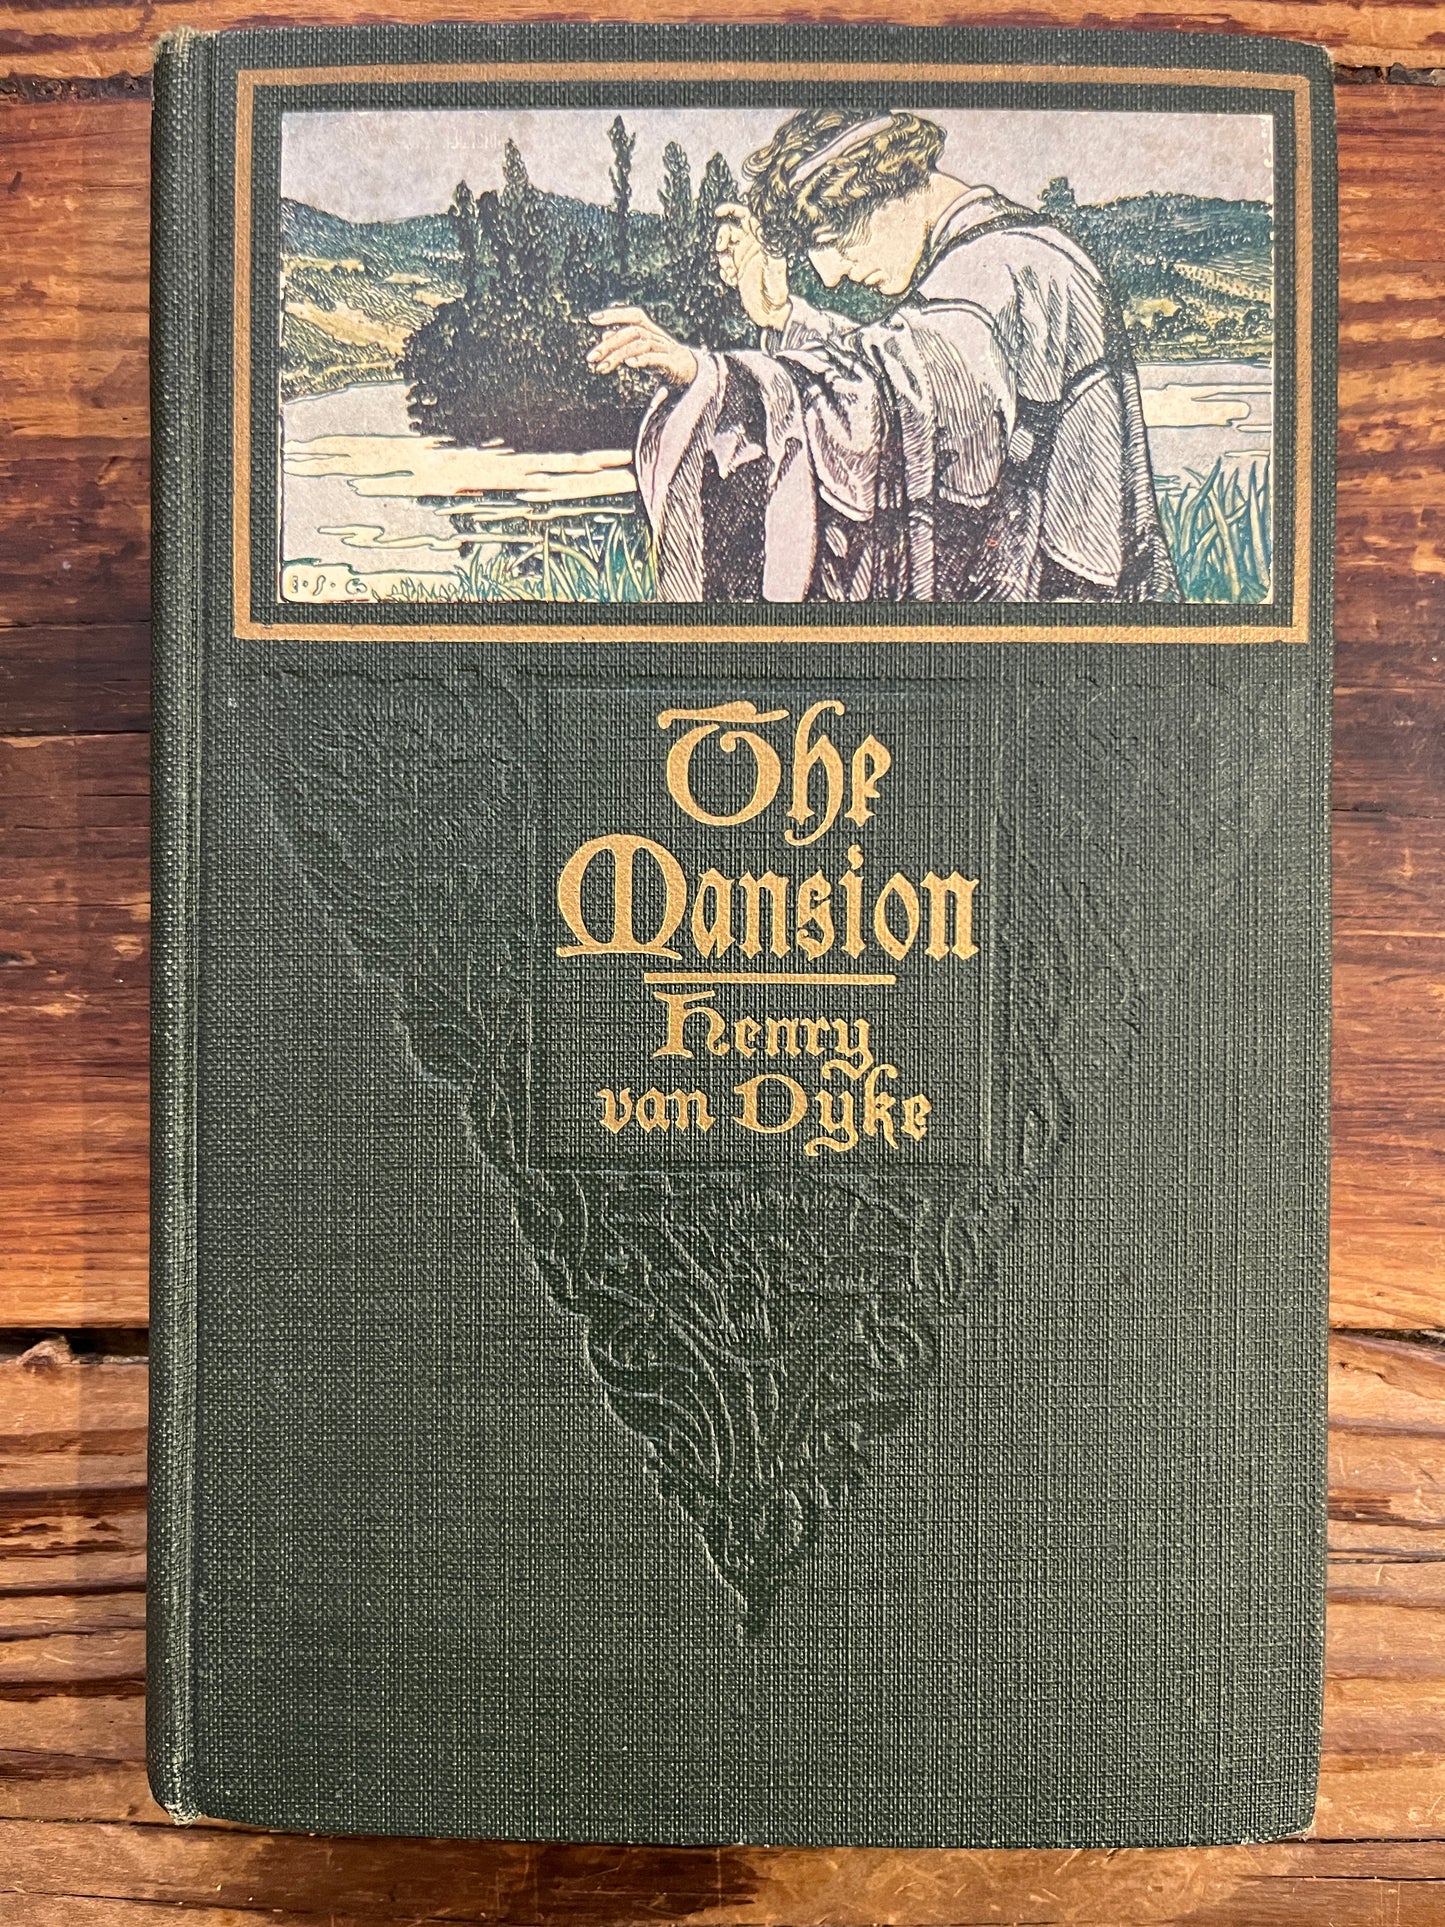 E.S.G
The
Mansion
Henry
van Dyke